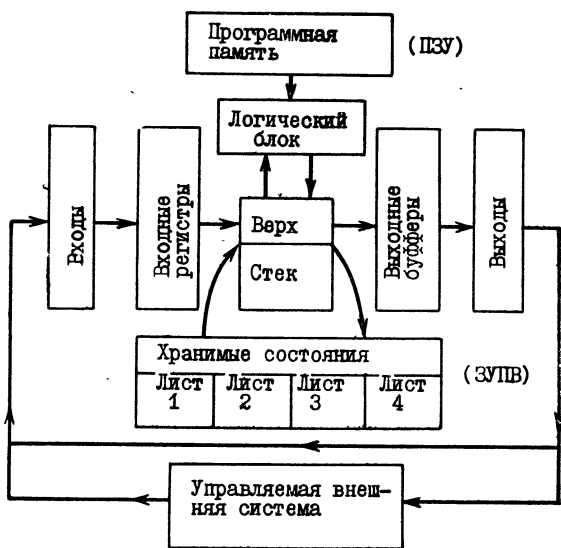 Программная
память
(ПЗУ)
Логический
блок
Входы
Входные
регистры
Верх
Стек
Выходные
буфферы
Выходы
Хранимые состояния
(ЗУПВ)
Лист
1
Лист
2
Лист
3
Лист
4
Управляемая внеш-
няя система